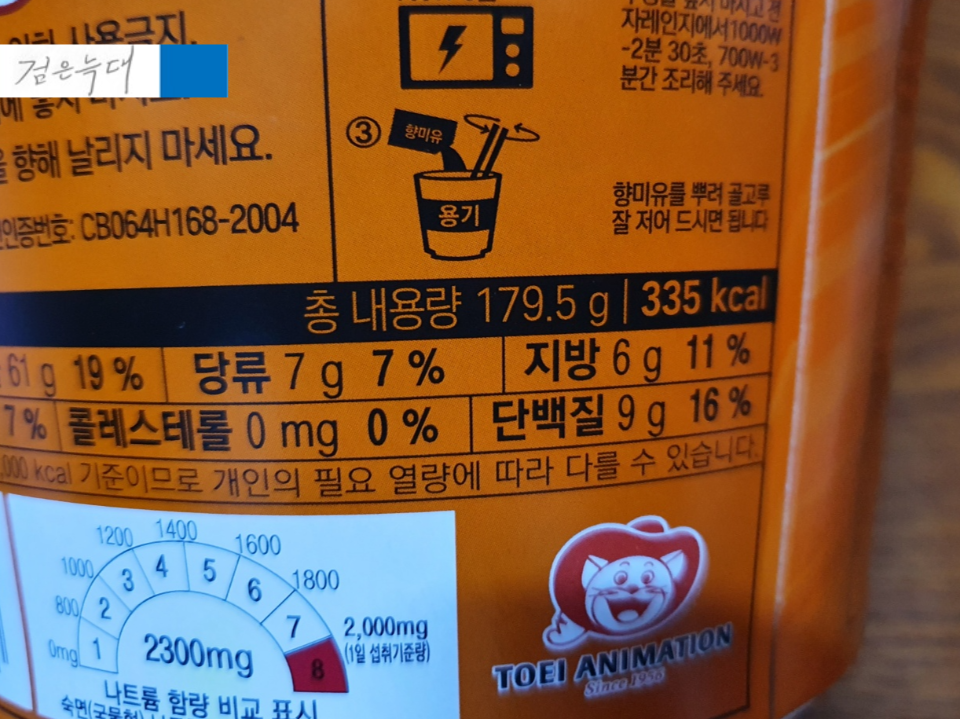 사용금지.
검은늑대
향해 날리지 마세요.
인증번호: CB064H168-2004
자레인지에서 1000W
-2분 30초, 700W-3
분간 조리해 주세요.
③
향미유
용기
향미유를 뿌려 골고루
잘 저어 드시면 됩니다
총 내용량 179.5 g | 335 kcal
61 g 19 % 당류 7 g 7 % 지방 6 g 11 %
7 % 콜레스테롤 0 mg 0 % 단백질 9 g 16 %
,000 kcal 기준이므로 개인의 필요 열량에 따라 다를 수 있습니다.
0mg 800 1000 1200 1400 1600 1800
1 2 3 4 5 6 7 8
2,000mg
(1일 섭취기준량)
2300mg
나트륨 함량 비교 표시
TOEI ANIMATION
Since 1956